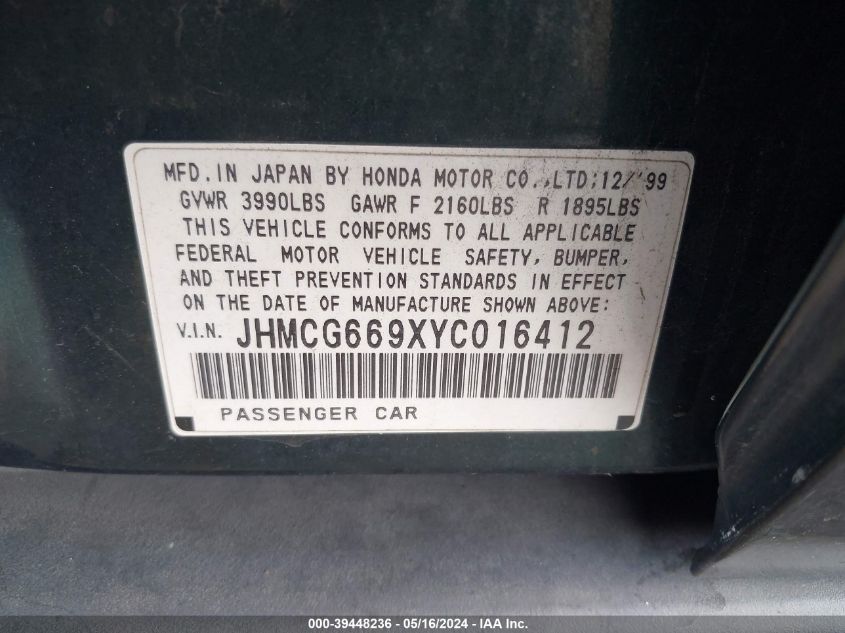 MFD.IN JAPAN BY HONDA MOTOR CO.,LTD;12/'99
GVWR 3990LBS GAWR F 2160LBS R 1895LBS
THIS VEHICLE CONFORMS TO ALL APPLICABLE
FEDERAL MOTOR VEHICLE SAFETY, BUMPER,
AND THEFT PREVENTION STANDARDS IN EFFECT
ON THE DATE OF MANUFACTURE SHOWN ABOVE:
V.I.N. JHMCG669XYC016412
PASSENGER CAR
000-39448236 - 05/16/2024 - IAAI.COM